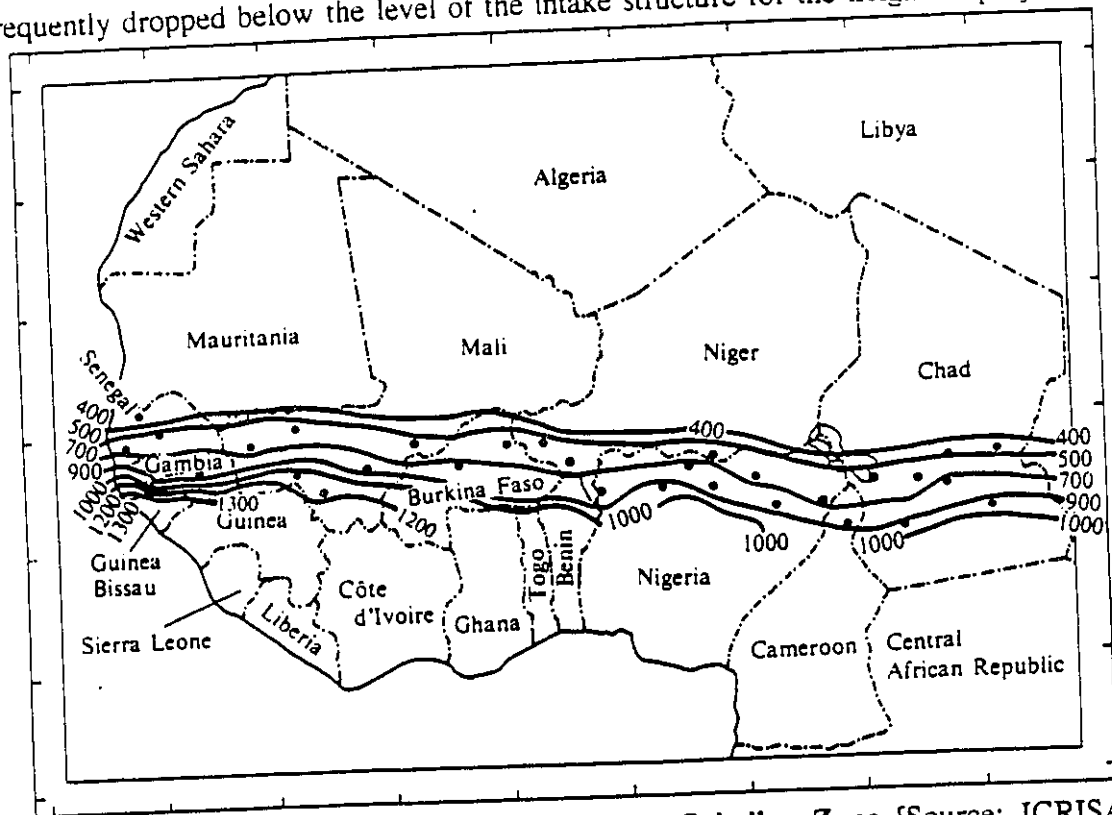 requently dropped below the level of the intake structure for the
Western Sahara
Algeria
Libya
Mauritania
Mali
Niger
Chad
Senegal
400
500
700
900
1000
1200
1300
Gambia
400
400
500
700
900
1000
Burkina Faso
1300
Guinea
1200
1000
1000
1000
Guinea
Bissau
Sierra Leone
Liberia
Côte
d'Ivoire
Ghana
Togo
Benin
Nigeria
Cameroon
Central
African Republic
Zone [Source: ICRISA